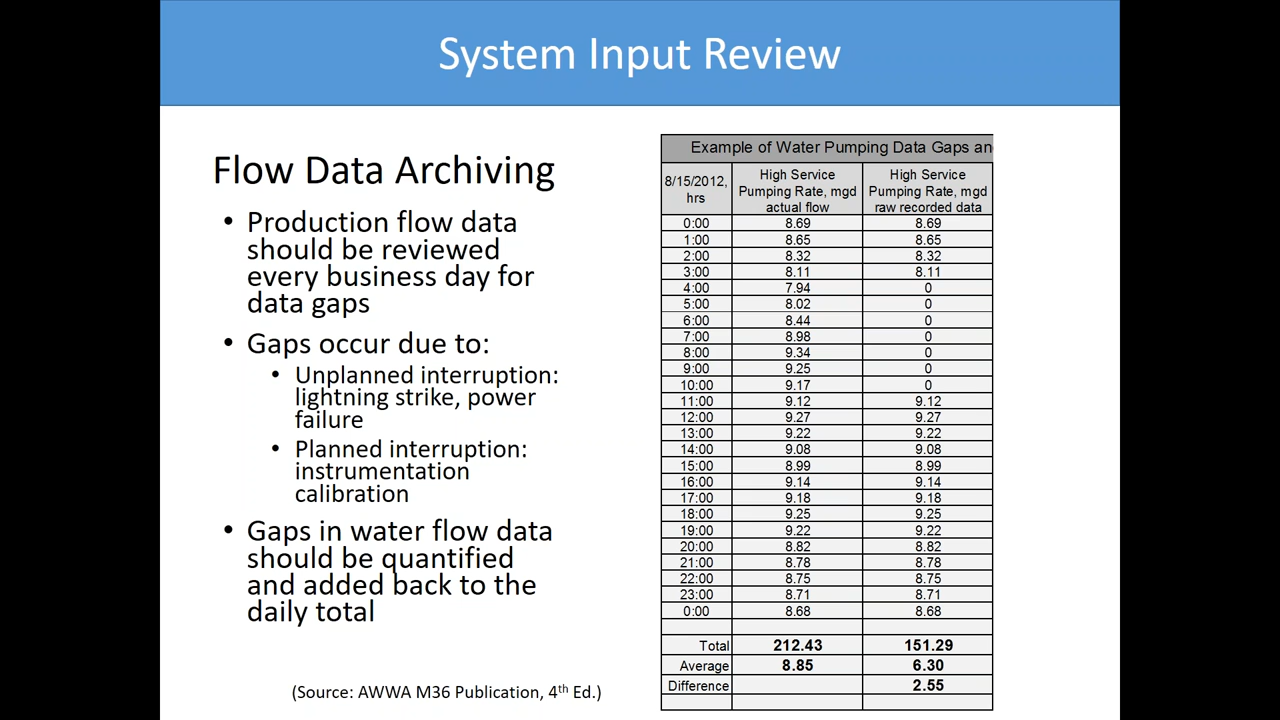 System Input Review
Flow Data Archiving
• Production flow data
should be reviewed
every business day for
data gaps
• Gaps occur due to:
• Unplanned interruption:
lightning strike, power
failure
• Planned interruption:
instrumentation
calibration
• Gaps in water flow data
should be quantified
and added back to the
daily total
(Source: AWWA M36 Publication, 4th Ed.)
Example of Water Pumping Data Gaps an
8/15/2012, hrs High Service Pumping Rate, mgd actual flow High Service Pumping Rate, mgd raw recorded data
0:00 8.69 8.69
1:00 8.65 8.65
2:00 8.32 8.32
3:00 8.11 8.11
4:00 7.94 0
5:00 8.02 0
6:00 8.44 0
7:00 8.98 0
8:00 9.34 0
9:00 9.25 0
10:00 9.17 0
11:00 9.12 9.12
12:00 9.27 9.27
13:00 9.22 9.22
14:00 9.08 9.08
15:00 8.99 8.99
16:00 9.14 9.14
17:00 9.18 9.18
18:00 9.25 9.25
19:00 9.22 9.22
20:00 8.82 8.82
21:00 8.78 8.78
22:00 8.75 8.75
23:00 8.71 8.71
0:00 8.68 8.68
Total 212.43 151.29
Average 8.85 6.30
Difference 2.55